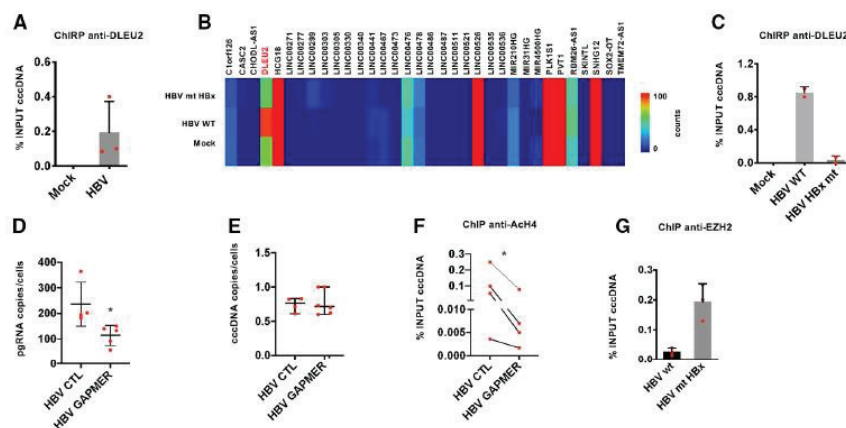 A
ChIRP anti-DLEU2
% INPUT cccDNA
0.6
0.4
0.2
0.0
Mock
HBV
B
C1orf126
CASC2
CHODL-AS1
DLEU2
HCG18
LINC00271
LINC00277
LINC00299
LINC00303
LINC00305
LINC00330
LINC00340
LINC00441
LINC00467
LINC00473
LINC00476
LINC00478
LINC00486
LINC00487
LINC00511
LINC00521
LINC00526
LINC00535
LINC00536
MIR210HG
MIR31HG
MIR4500HG
PLK1S1
PVT1
RBM26-AS1
SKINTL
SNHG12
SOX2-OT
TMEM72-AS1
HBV mt HBx
HBV WT
Mock
100
counts
0
C
ChIRP anti-DLEU2
% INPUT cccDNA
1.2
0.8
0.4
0.0
Mock
HBV WT
HBV HBx mt
D
pgRNA copies/cells
400
300
200
100
0
*
HBV CTL
HBV GAPMER
E
cccDNA copies/cells
1.5
1.0
0.5
0.0
HBV CTL
HBV GAPMER
F
ChIP anti-AcH4
% INPUT cccDNA
0.3
0.2
0.1
0.010
0.005
0.000
*
HBV CTL
HBV GAPMER
G
ChIP anti-EZH2
% INPUT cccDNA
0.3
0.2
0.1
0.0
HBV wt
HBV mt HBx